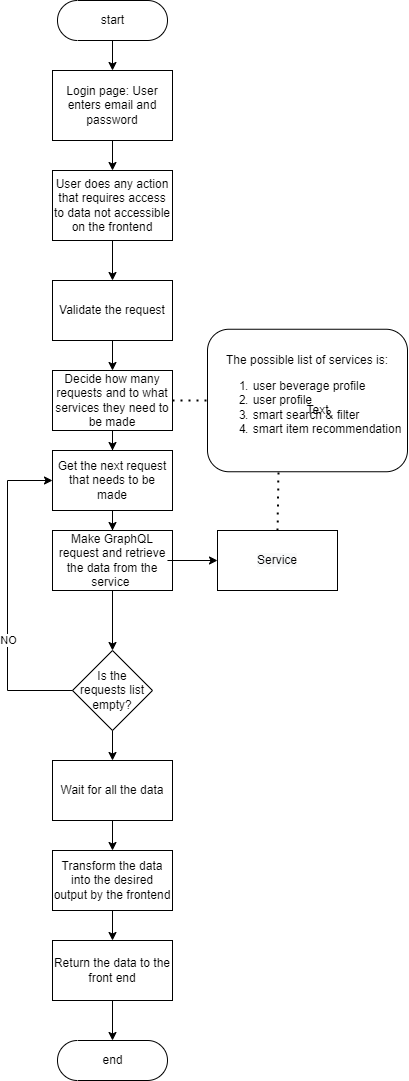 start
Login page: User
enters email and
password
User does any action
that requires access
to data not accessible
on the frontend
Validate the request
Decide how many
requests and to what
services they need to
be made
The possible list of services is:
1. user beverage profile
2. user profile
Text
3. smart search & filter
4. smart item recommendation
Get the next request
that needs to be
made
Make GraphQL
request and retrieve
the data from the
service
Service
NO
Is the
requests list
empty?
Wait for all the data
Transform the data
into the desired
output by the frontend
Return the data to the
front end
end